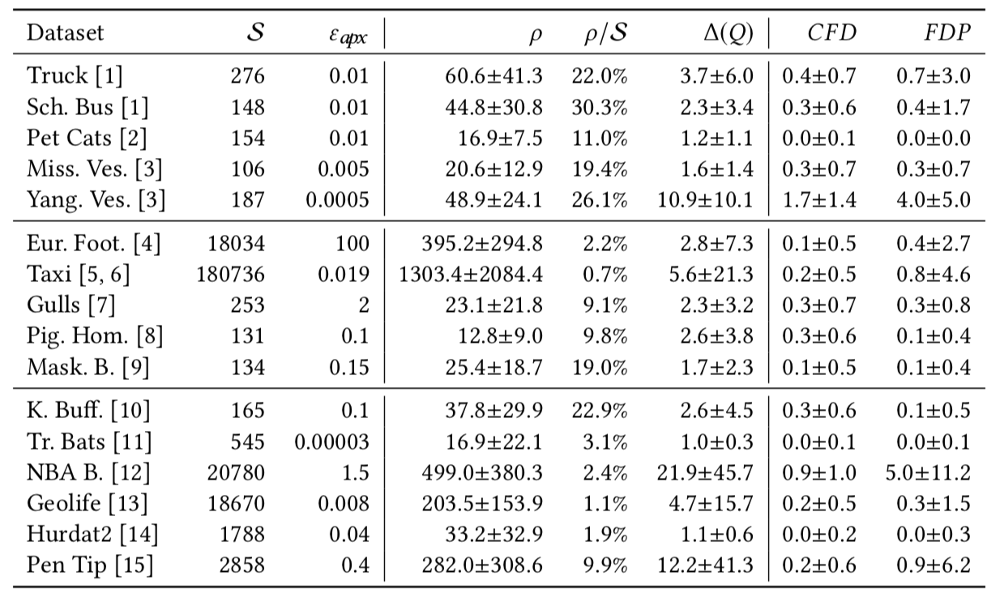 Dataset 𝒮 ε_apx ρ ρ/𝒮 Δ(Q) CFD FDP
Truck [1] 276 0.01 60.6±41.3 22.0% 3.7±6.0 0.4±0.7 0.7±3.0
Sch. Bus [1] 148 0.01 44.8±30.8 30.3% 2.3±3.4 0.3±0.6 0.4±1.7
Pet Cats [2] 154 0.01 16.9±7.5 11.0% 1.2±1.1 0.0±0.1 0.0±0.0
Miss. Ves. [3] 106 0.005 20.6±12.9 19.4% 1.6±1.4 0.3±0.7 0.3±0.7
Yang. Ves. [3] 187 0.0005 48.9±24.1 26.1% 10.9±10.1 1.7±1.4 4.0±5.0
Eur. Foot. [4] 18034 100 395.2±294.8 2.2% 2.8±7.3 0.1±0.5 0.4±2.7
Taxi [5, 6] 180736 0.019 1303.4±2084.4 0.7% 5.6±21.3 0.2±0.5 0.8±4.6
Gulls [7] 253 2 23.1±21.8 9.1% 2.3±3.2 0.3±0.7 0.3±0.8
Pig. Hom. [8] 131 0.1 12.8±9.0 9.8% 2.6±3.8 0.3±0.6 0.1±0.4
Mask. B. [9] 134 0.15 25.4±18.7 19.0% 1.7±2.3 0.1±0.5 0.1±0.4
K. Buff. [10] 165 0.1 37.8±29.9 22.9% 2.6±4.5 0.3±0.6 0.1±0.5
Tr. Bats [11] 545 0.00003 16.9±22.1 3.1% 1.0±0.3 0.0±0.1 0.0±0.1
NBA B. [12] 20780 1.5 499.0±380.3 2.4% 21.9±45.7 0.9±1.0 5.0±11.2
Geolife [13] 18670 0.008 203.5±153.9 1.1% 4.7±15.7 0.2±0.5 0.3±1.5
Hurdat2 [14] 1788 0.04 33.2±32.9 1.9% 1.1±0.6 0.0±0.2 0.0±0.3
Pen Tip [15] 2858 0.4 282.0±308.6 9.9% 12.2±41.3 0.2±0.6 0.9±6.2